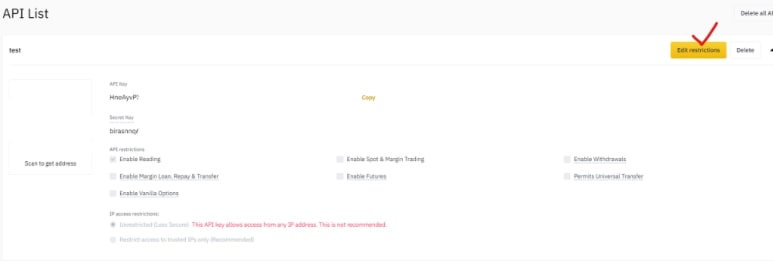 API List
Delete all AP
test
Edit restrictions
Delete
API Key
HnoAyvPT
Copy
Secret Key
birasnnq/
Scan to get address
API restrictions
Enable Reading
Enable Spot & Margin Trading
Enable Withdrawals
Enable Margin Loan, Repay & Transfer
Enable Futures
Permits Universal Transfer
Enable Vanilla Options
IP access restrictions:
Unrestricted (Less Secure) This API key allows access from any IP address. This is not recommended.
Restrict access to trusted IPs only (Recommended)